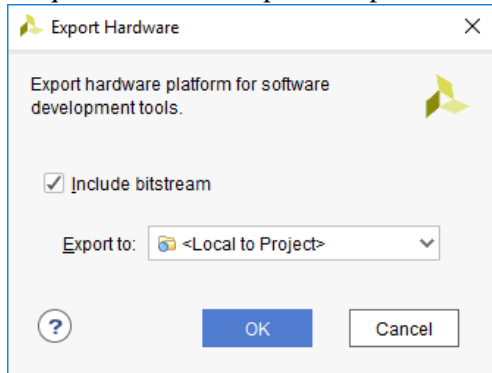 Export Hardware
Export hardware platform for software
development tools.
Include bitstream
Export to: <Local to Project>
?
OK Cancel